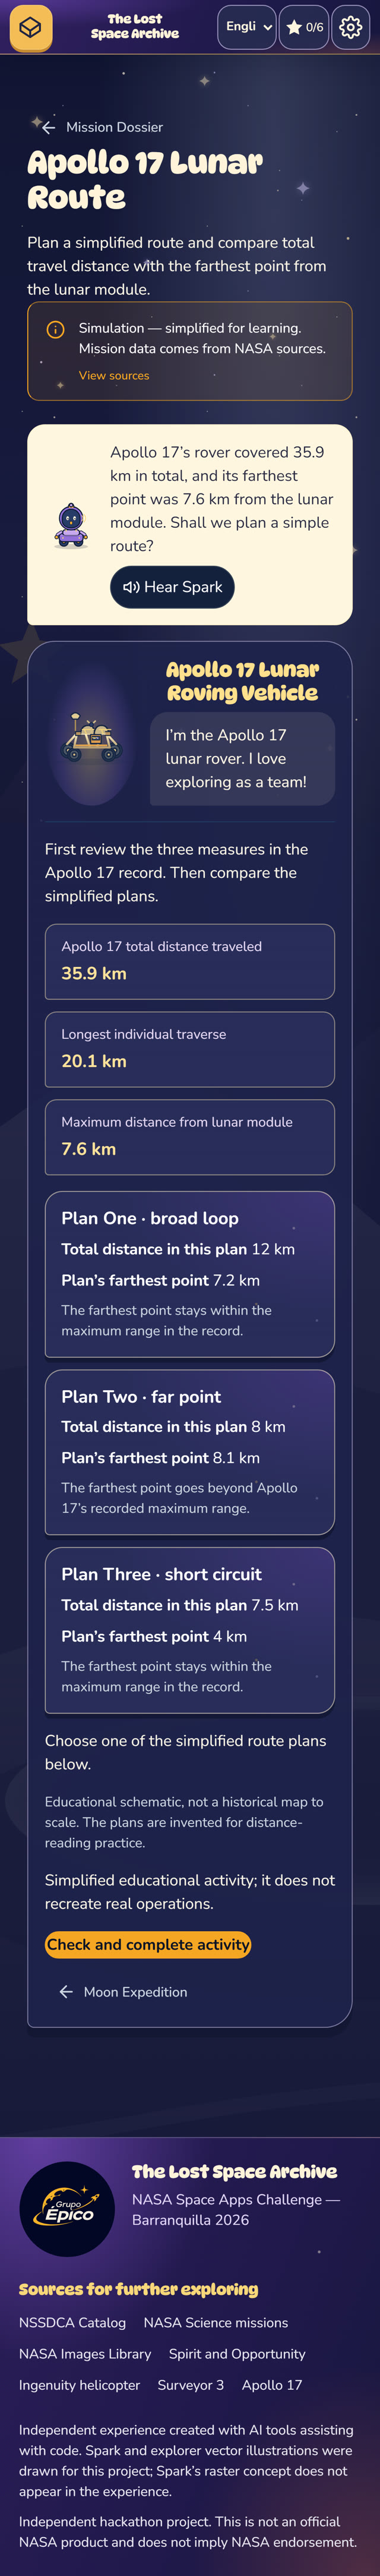 The Lost
Space Archive
Engli
0/6
Mission Dossier
Apollo 17 Lunar
Route
Plan a simplified route and compare total
travel distance with the farthest point from
the lunar module.
Simulation — simplified for learning.
Mission data comes from NASA sources.
View sources
Apollo 17's rover covered 35.9
km in total, and its farthest
point was 7.6 km from the lunar
module. Shall we plan a simple
route?
Hear Spark
Apollo 17 Lunar
Roving Vehicle
I'm the Apollo 17
lunar rover. I love
exploring as a team!
First review the three measures in the
Apollo 17 record. Then compare the
simplified plans.
Apollo 17 total distance traveled
35.9 km
Longest individual traverse
20.1 km
Maximum distance from lunar module
7.6 km
Plan One · broad loop
Total distance in this plan 12 km
Plan's farthest point 7.2 km
The farthest point stays within the
maximum range in the record.
Plan Two · far point
Total distance in this plan 8 km
Plan's farthest point 8.1 km
The farthest point goes beyond Apollo
17's recorded maximum range.
Plan Three · short circuit
Total distance in this plan 7.5 km
Plan's farthest point 4 km
The farthest point stays within the
maximum range in the record.
Choose one of the simplified route plans
below.
Educational schematic, not a historical map to
scale. The plans are invented for distance-
reading practice.
Simplified educational activity; it does not
recreate real operations.
Check and complete activity
Moon Expedition
Grupo
Épico
The Lost Space Archive
NASA Space Apps Challenge —
Barranquilla 2026
Sources for further exploring
NSSDCA Catalog NASA Science missions
NASA Images Library Spirit and Opportunity
Ingenuity helicopter Surveyor 3 Apollo 17
Independent experience created with AI tools assisting
with code. Spark and explorer vector illustrations were
drawn for this project; Spark's raster concept does not
appear in the experience.
Independent hackathon project. This is not an official
NASA product and does not imply NASA endorsement.